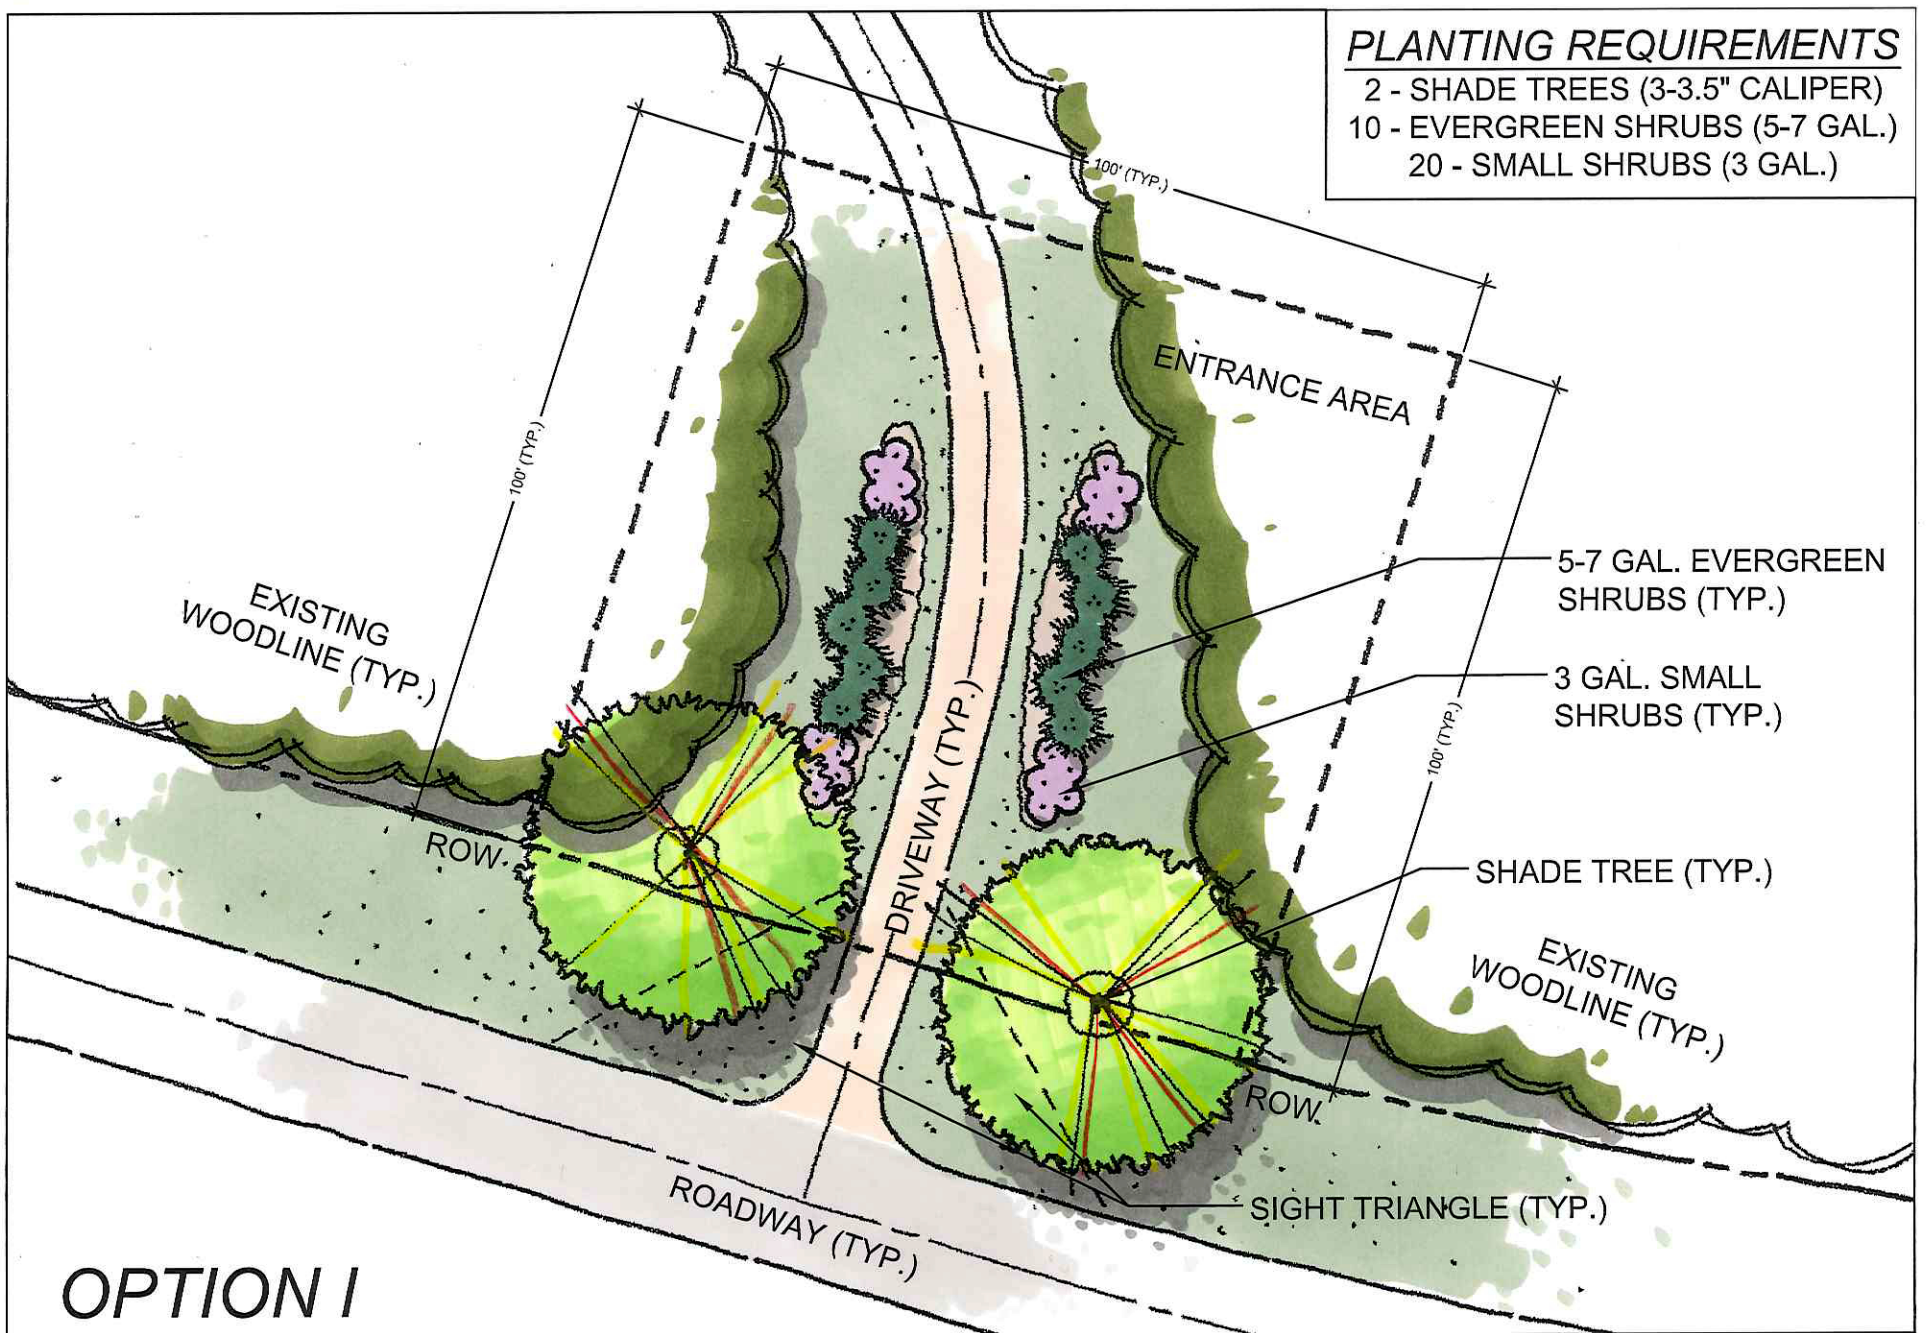 PLANTING REQUIREMENTS
2 - SHADE TREES (3-3.5" CALIPER)
10 - EVERGREEN SHRUBS (5-7 GAL.)
20 - SMALL SHRUBS (3 GAL.)
100' (TYP.)
ENTRANCE AREA
100' (TYP.)
5-7 GAL. EVERGREEN
SHRUBS (TYP.)
EXISTING
WOODLINE (TYP.)
3 GAL. SMALL
SHRUBS (TYP.)
100' (TYP.)
DRIVEWAY (TYP.)
ROW
SHADE TREE (TYP.)
EXISTING
WOODLINE (TYP.)
ROW
SIGHT TRIANGLE (TYP.)
ROADWAY (TYP.)
OPTION I